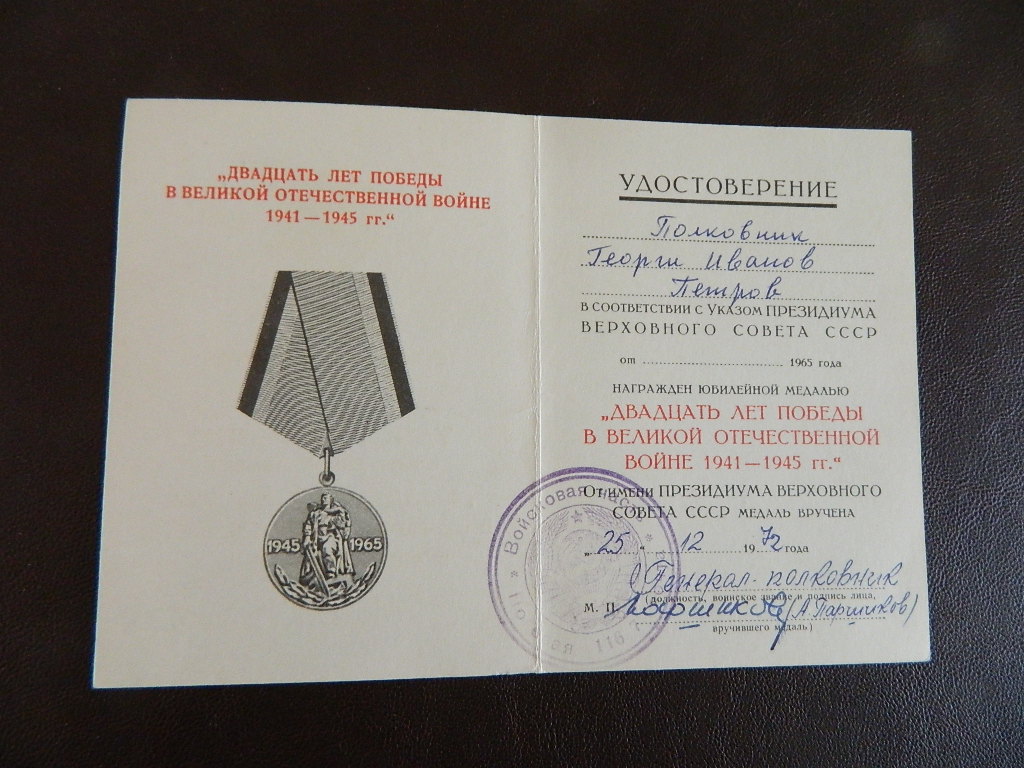 „ДВАДЦАТЬ ЛЕТ ПОБЕДЫ
В ВЕЛИКОЙ ОТЕЧЕСТВЕННОЙ ВОЙНЕ
1941—1945 гг.“
1945 1965
УДОСТОВЕРЕНИЕ
Полковник
Георги Иванов
Петров
В СООТВЕТСТВИИ С УКАЗОМ ПРЕЗИДИУМА
ВЕРХОВНОГО СОВЕТА СССР
от 1965 года
НАГРАЖДЕН ЮБИЛЕЙНОЙ МЕДАЛЬЮ
„ДВАДЦАТЬ ЛЕТ ПОБЕДЫ
В ВЕЛИКОЙ ОТЕЧЕСТВЕННОЙ
ВОЙНЕ 1941—1945 гг.“
ОТ ИМЕНИ ПРЕЗИДИУМА ВЕРХОВНОГО
СОВЕТА СССР МЕДАЛЬ ВРУЧЕНА
„25 “ 12 1972 года
Генерал-полковник
(должность, воинское звание и подпись лица,
М. П. (А Паршиков)
вручившего медаль)
Войсковая часть